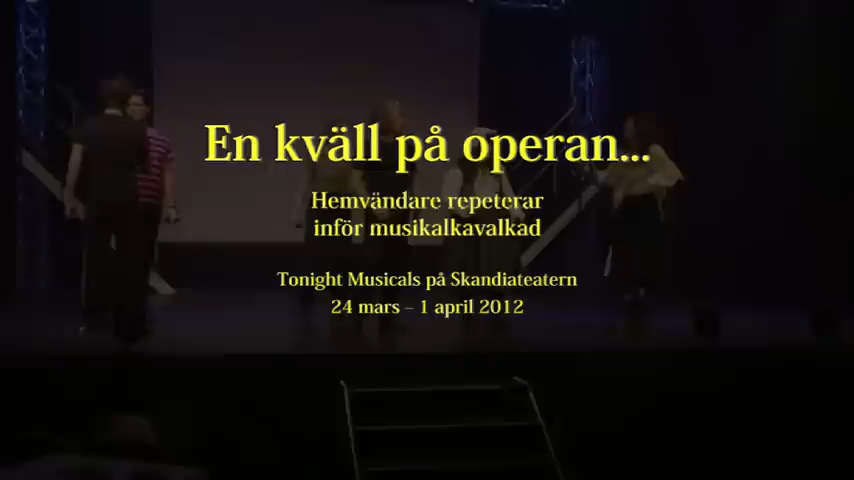 En kväll på operan...
Hemvändare repeterar
inför musikalkavalkad
Tonight Musicals på Skandiateatern
24 mars – 1 april 2012